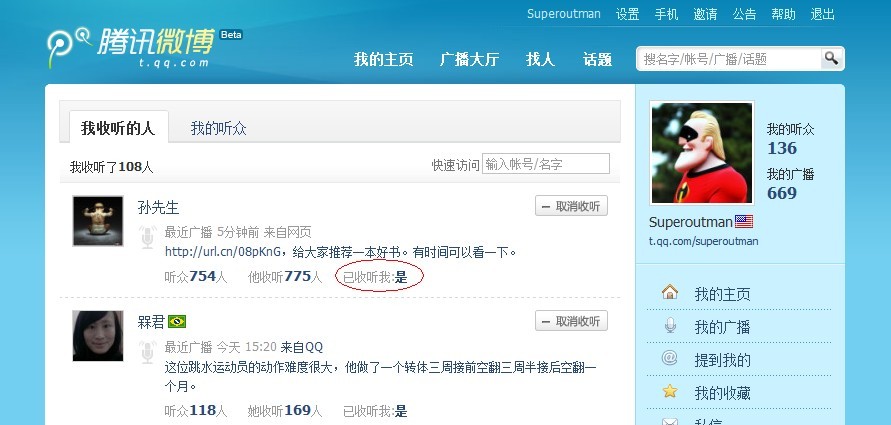 Superoutman 设置 手机 邀请 公告 帮助 退出
腾讯微博 Beta
t.qq.com
我的主页 广播大厅 找人 话题 搜名字/帐号/广播/话题
我收听的人 我的听众
我收听了108人 快速访问 输入帐号/名字
孙先生 取消收听
最近广播 5分钟前 来自网页
http://url.cn/08pKnG，给大家推荐一本好书。有时间可以看一下。
听众754人 他收听775人 已收听我:是
槑君 取消收听
最近广播 今天 15:20 来自QQ
这位跳水运动员的动作难度很大，他做了一个转体三周接前空翻三周半接后空翻一
个月。
听众118人 她收听169人 已收听我:是
我的听众
136
我的广播
669
Superoutman
t.qq.com/superoutman
我的主页
我的广播
提到我的
我的收藏
私信